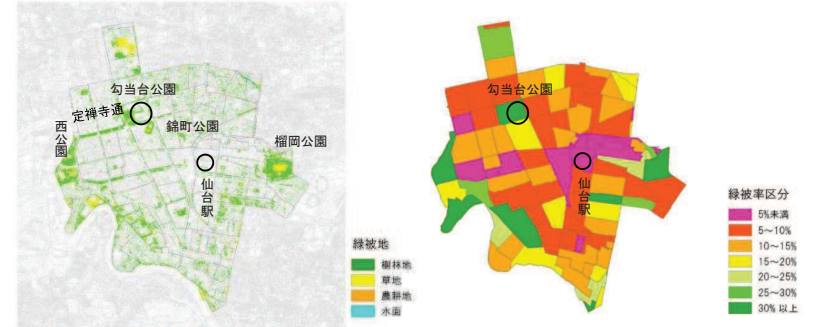 勾当台公園
定禅寺通
西公園
錦町公園
榴岡公園
仙台駅
緑被地
樹林地
草地
農耕地
水面
勾当台公園
仙台駅
緑被率区分
5%未満
5～10%
10～15%
15～20%
20～25%
25～30%
30%以上